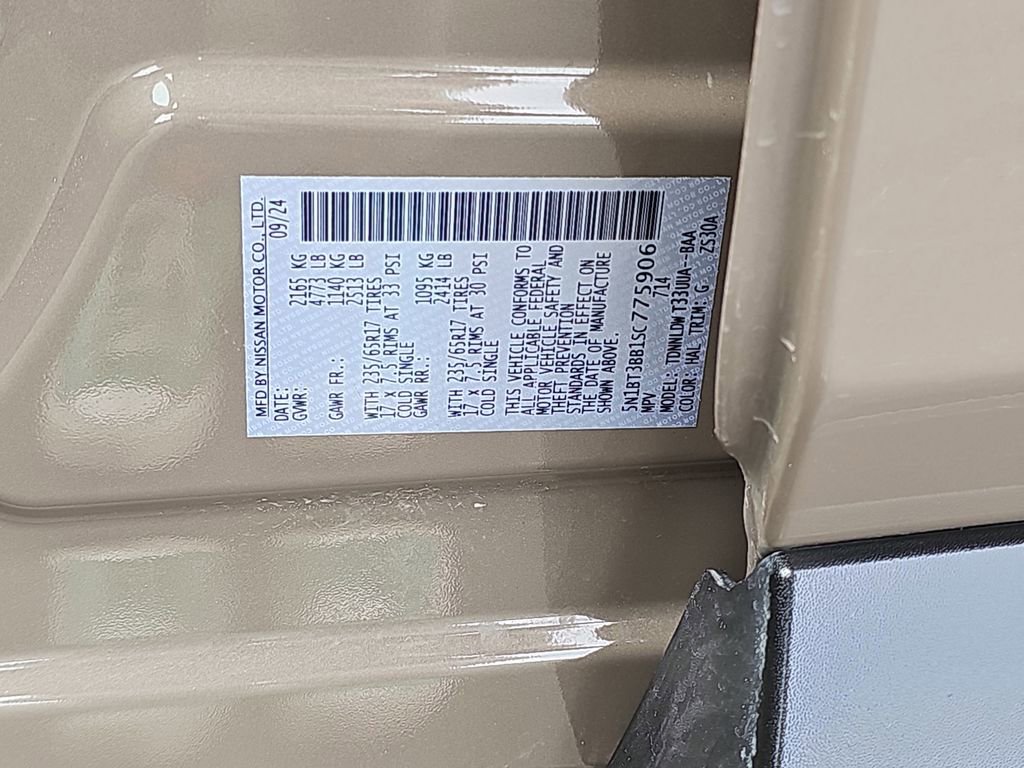 MFD BY NISSAN MOTOR CO., LTD.
DATE: 09/24
GVWR: 2165 KG
4773 LB
GAWR FR.: 1140 KG
2513 LB
WITH 235/65R17 TIRES
17 X 7.5 RIMS AT 33 PSI
COLD SINGLE
GAWR RR.: 1095 KG
2414 LB
WITH 235/65R17 TIRES
17 X 7.5 RIMS AT 30 PSI
COLD SINGLE
THIS VEHICLE CONFORMS TO
ALL APPLICABLE FEDERAL
MOTOR VEHICLE SAFETY AND
THEFT PREVENTION
STANDARDS IN EFFECT ON
THE DATE OF MANUFACTURE
SHOWN ABOVE.
5N1BT3BB1SC775906
MPV 714
MODEL: TDNNLDW T33UUA--BAA
COLOR: HAL TRIM: G ZS30A